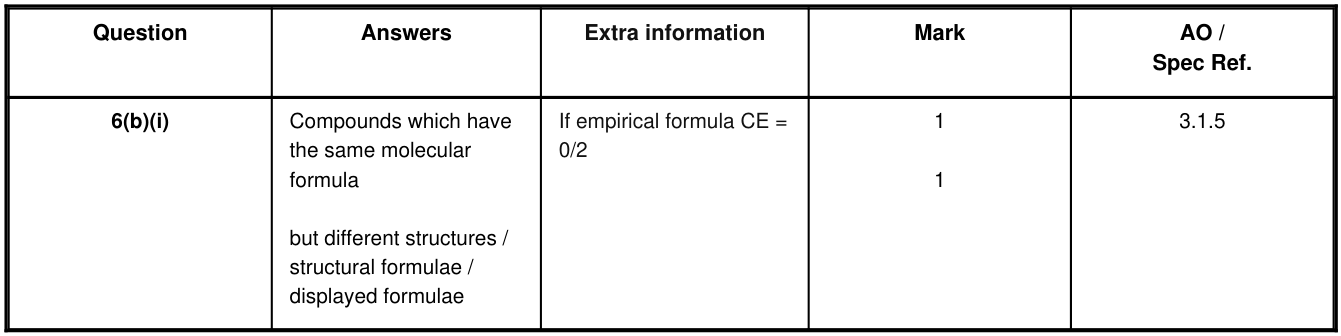 Question
Answers
Extra information
Mark
AO /
Spec Ref.
6(b)(i)
Compounds which have
the same molecular
formula
but different structures /
structural formulae /
displayed formulae
If empirical formula CE =
0/2
1
1
3.1.5